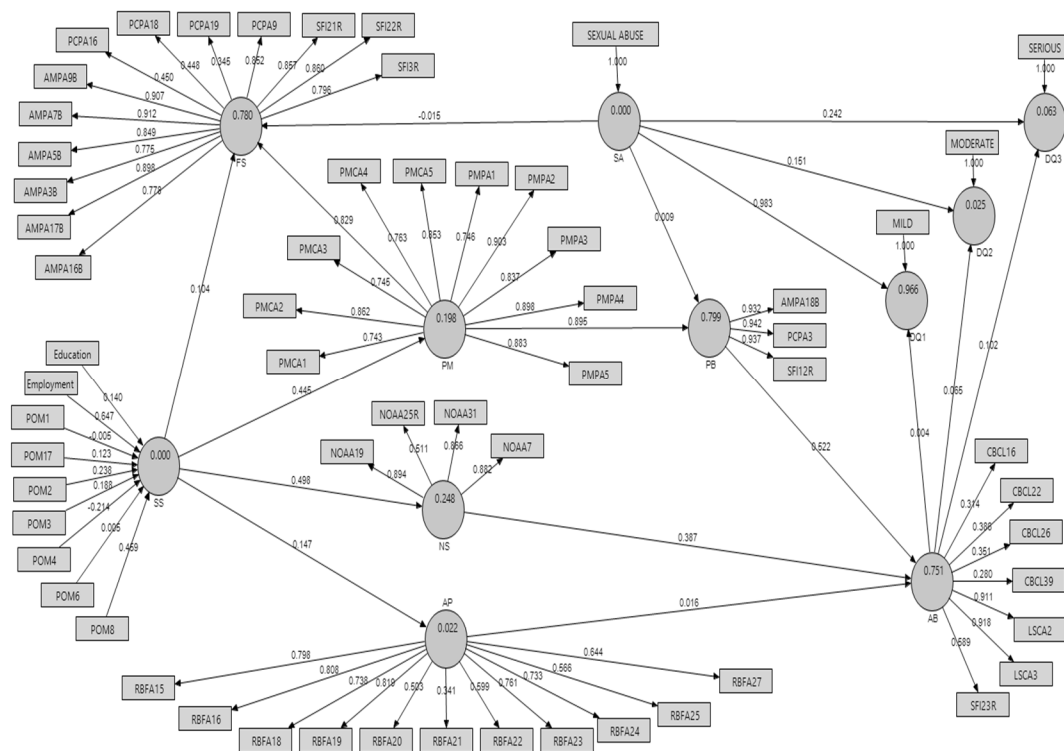 PCPA18
PCPA19
PCPA9
SFI21R
SFI22R
PCPA16
SFI3R
AMPA9B
AMPA7B
AMPA5B
AMPA3B
AMPA17B
AMPA16B
0.450
0.448
0.345
0.852
0.857
0.860
0.796
0.907
0.912
0.849
0.775
0.898
0.778
0.780
FS
SEXUAL ABUSE
1.000
0.000
SA
-0.015
0.242
0.151
0.983
0.009
SERIOUS
1.000
0.063
DQ3
MODERATE
1.000
0.025
DQ2
MILD
1.000
0.966
DQ1
PMCA4
PMCA5
PMPA1
PMPA2
PMCA3
PMPA3
PMCA2
PMPA4
PMCA1
PMPA5
0.829
0.763
0.853
0.746
0.903
0.745
0.837
0.862
0.898
0.743
0.883
0.198
PM
0.895
0.799
PB
0.932
AMPA18B
0.942
PCPA3
0.937
SFI12R
0.104
0.445
Education
Employment
POM1
POM17
POM2
POM3
POM4
POM6
POM8
0.140
0.647
-0.005
0.123
0.238
0.188
-0.214
0.005
0.459
0.000
SS
0.498
0.147
NOAA25R
NOAA31
NOAA19
NOAA7
0.511
0.866
0.894
0.882
0.248
NS
0.387
0.522
0.004
0.065
0.102
CBCL16
CBCL22
CBCL26
CBCL39
LSCA2
LSCA3
SFI23R
0.314
0.388
0.351
0.280
0.911
0.918
0.589
0.751
AB
AP
0.022
0.016
0.798
0.808
0.738
0.819
0.503
0.341
0.599
0.761
0.733
0.566
0.644
RBFA15
RBFA16
RBFA18
RBFA19
RBFA20
RBFA21
RBFA22
RBFA23
RBFA24
RBFA25
RBFA27